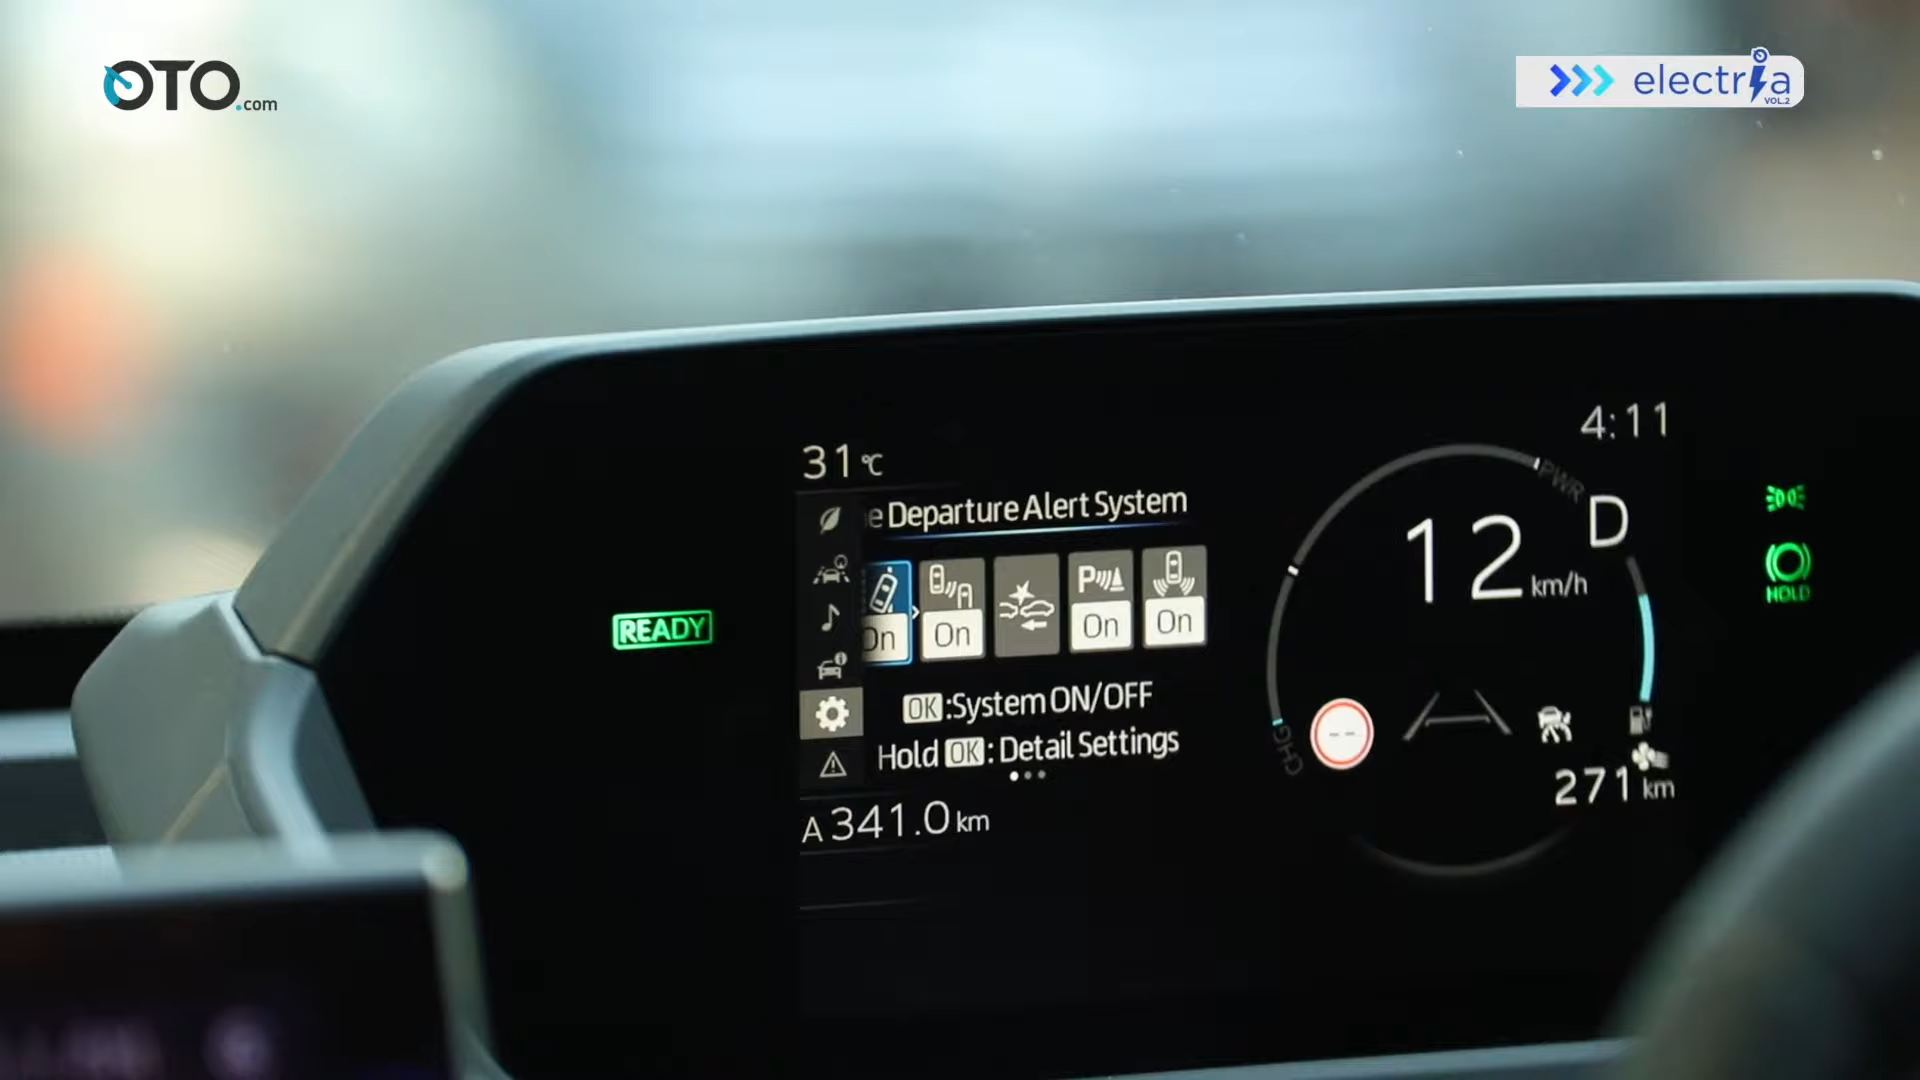 OTO.com
electria
VOL.2
31°C
4:11
e Departure Alert System
PWR
D
12 km/h
READY
On
On
P
On
On
HOLD
OK:System ON/OFF
Hold OK: Detail Settings
CHG
--
271 km
A 341.0 km